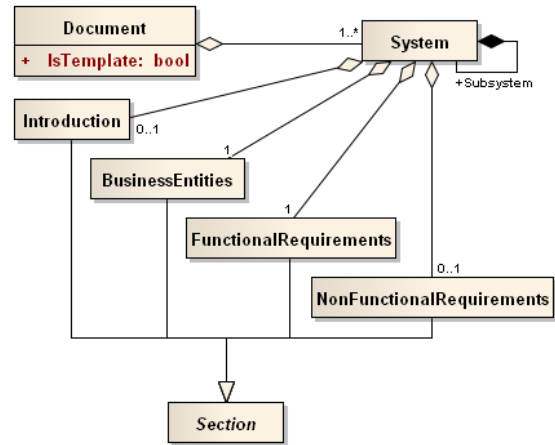 Document
+ IsTemplate: bool
1..*
System
+Subsystem
Introduction
0..1
1
BusinessEntities
1
FunctionalRequirements
0..1
NonFunctionalRequirements
Section